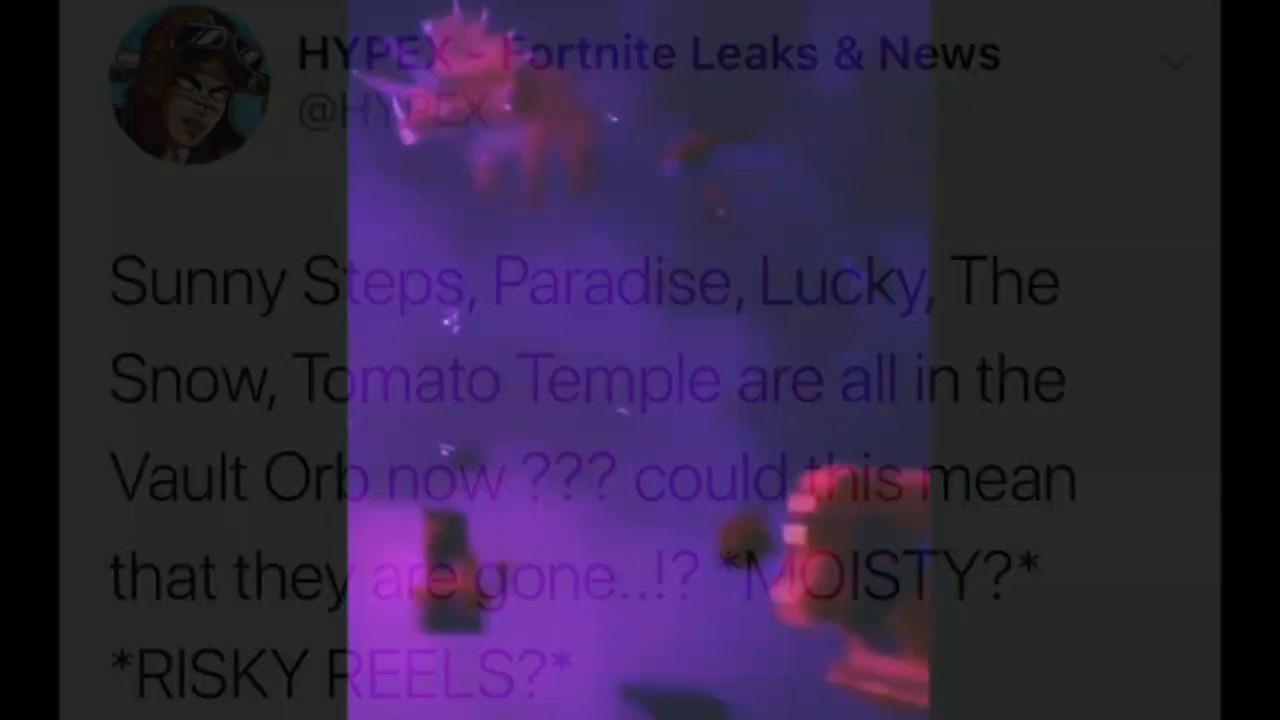 HYPEX - Fortnite Leaks & News
@HYPEX
Sunny Steps, Paradise, Lucky, The
Snow, Tomato Temple are all in the
Vault Orb now ??? could this mean
that they are gone..!? *MOISTY?*
*RISKY REELS?*